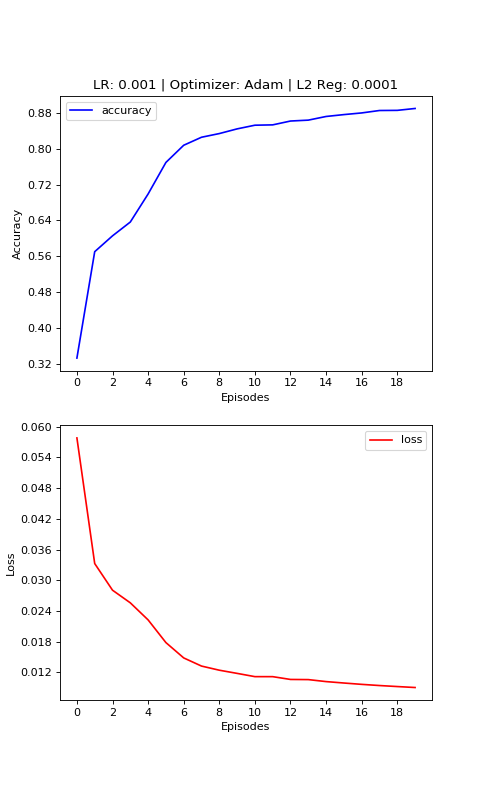 LR: 0.001 | Optimizer: Adam | L2 Reg: 0.0001
accuracy
0.88
0.80
0.72
0.64
0.56
0.48
0.40
0.32
Accuracy
0 2 4 6 8 10 12 14 16 18
Episodes
loss
0.060
0.054
0.048
0.042
0.036
0.030
0.024
0.018
0.012
Loss
0 2 4 6 8 10 12 14 16 18
Episodes